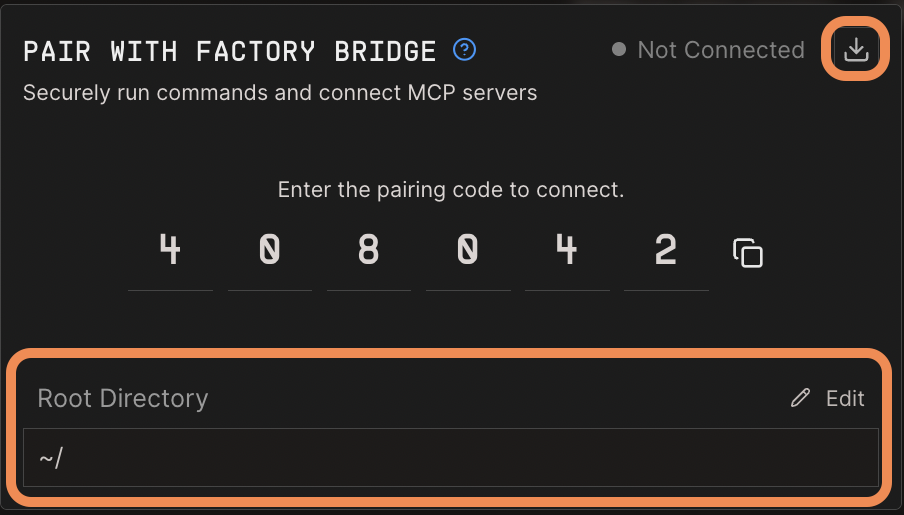 PAIR WITH FACTORY BRIDGE ?
Not Connected
Securely run commands and connect MCP servers
Enter the pairing code to connect.
4 0 8 0 4 2
Root Directory
Edit
~/